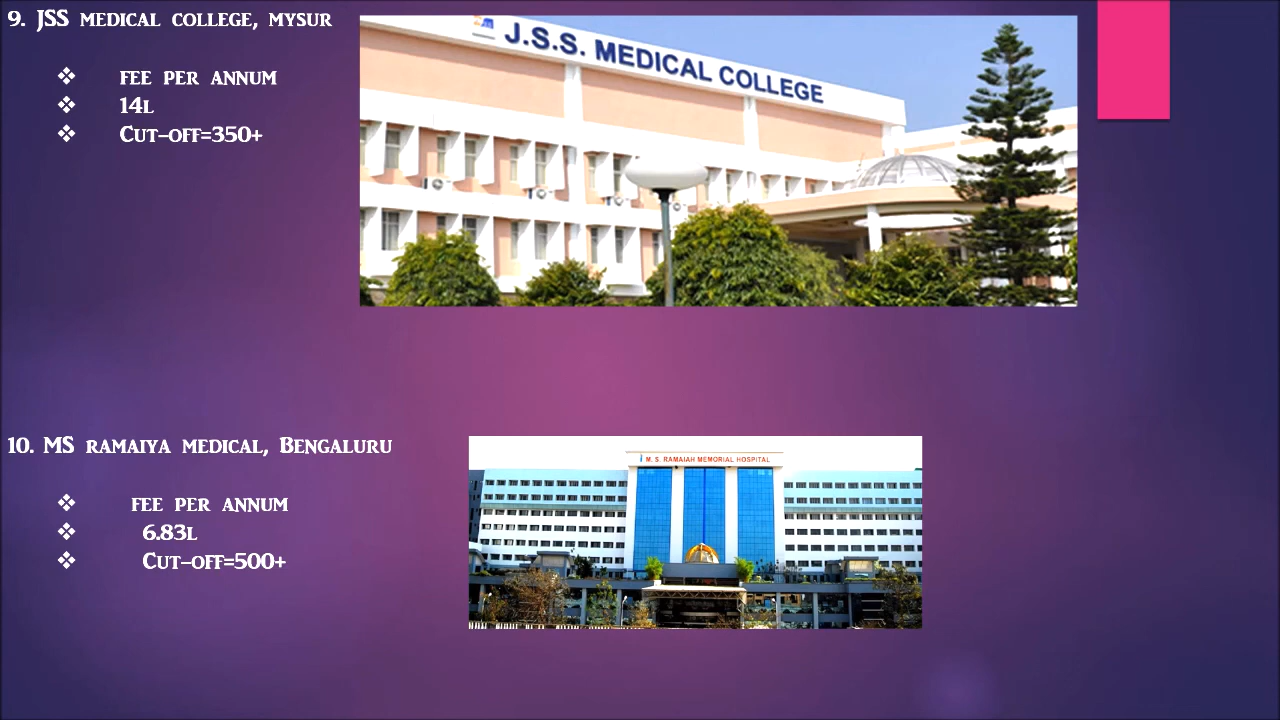 9. JSS MEDICAL COLLEGE, MYSUR
❖ FEE PER ANNUM
❖ 14L
❖ CUT-OFF=350+
J.S.S. MEDICAL COLLEGE
10. MS RAMAIYA MEDICAL, BENGALURU
❖ FEE PER ANNUM
❖ 6.83L
❖ CUT-OFF=500+
M. S. RAMAIAH MEMORIAL HOSPITAL